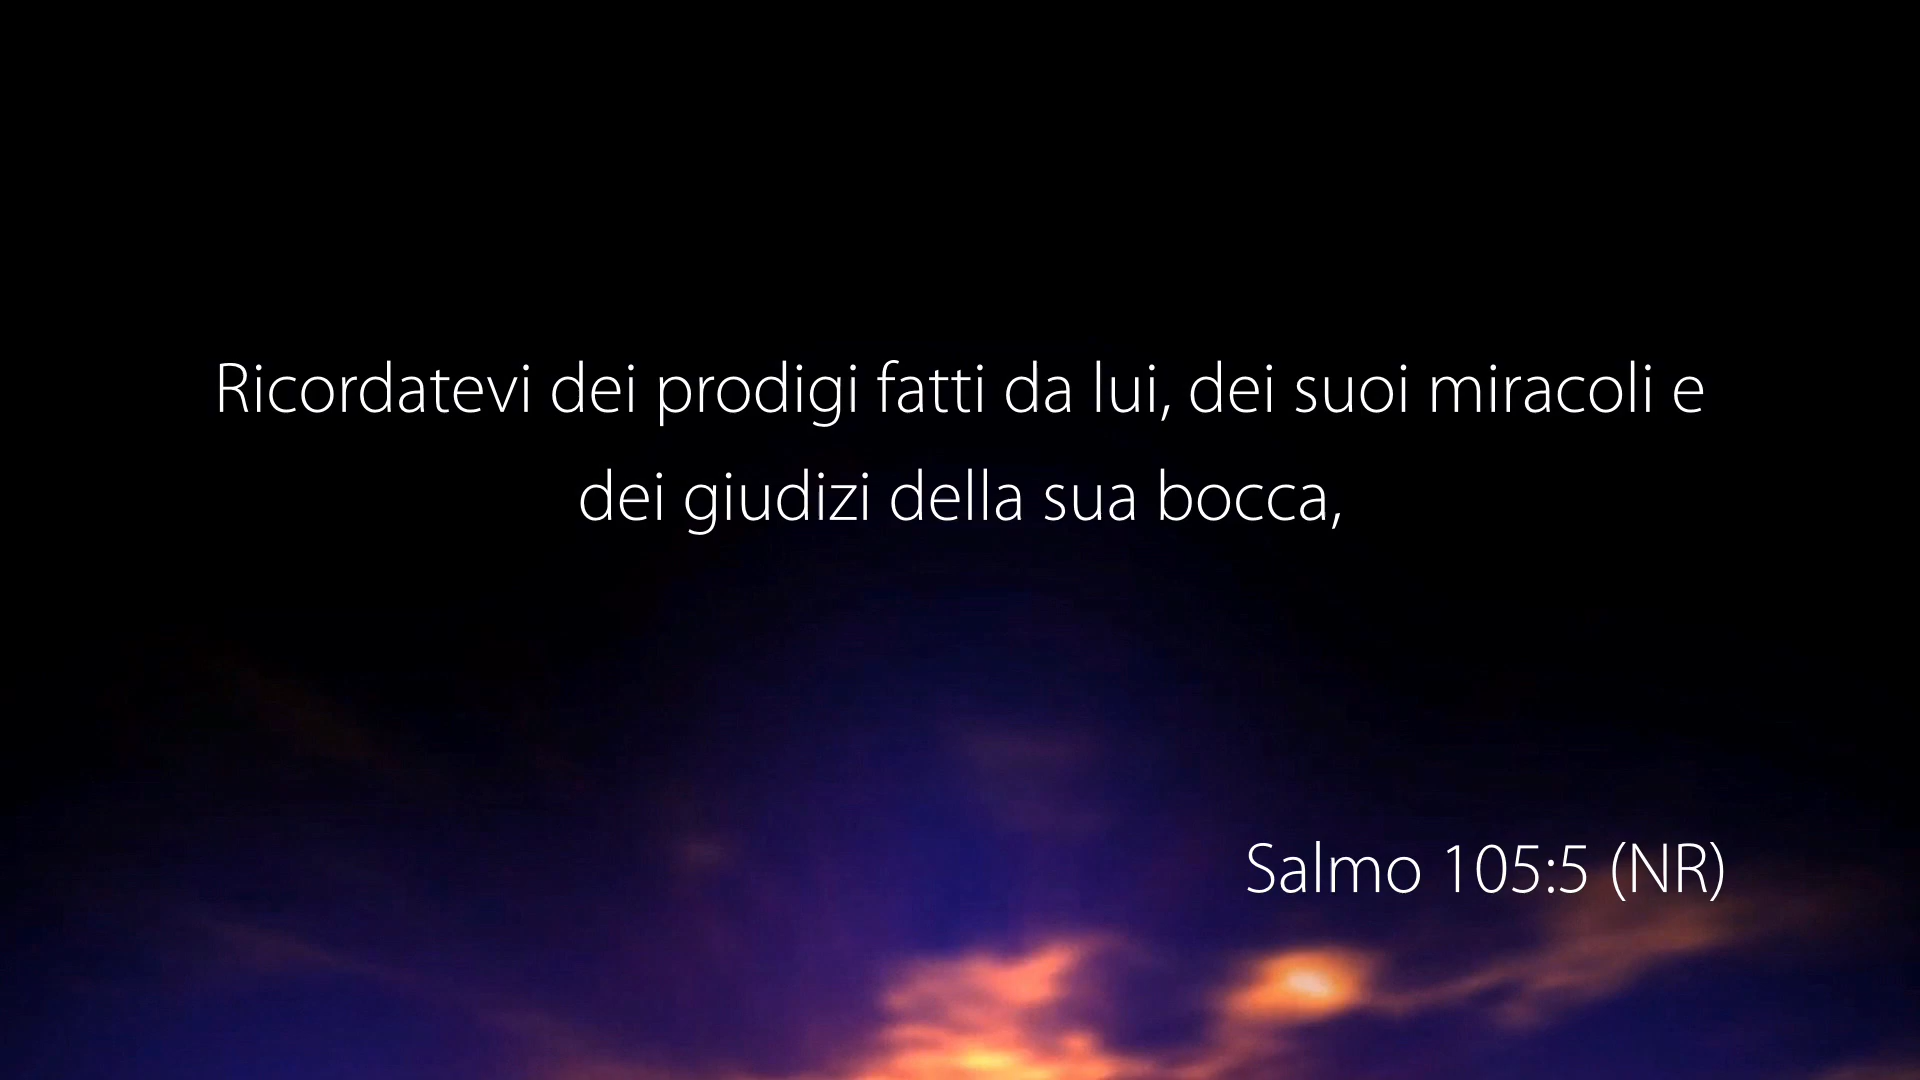 Ricordatevi dei prodigi fatti da lui, dei suoi miracoli e
dei giudizi della sua bocca,
Salmo 105:5 (NR)